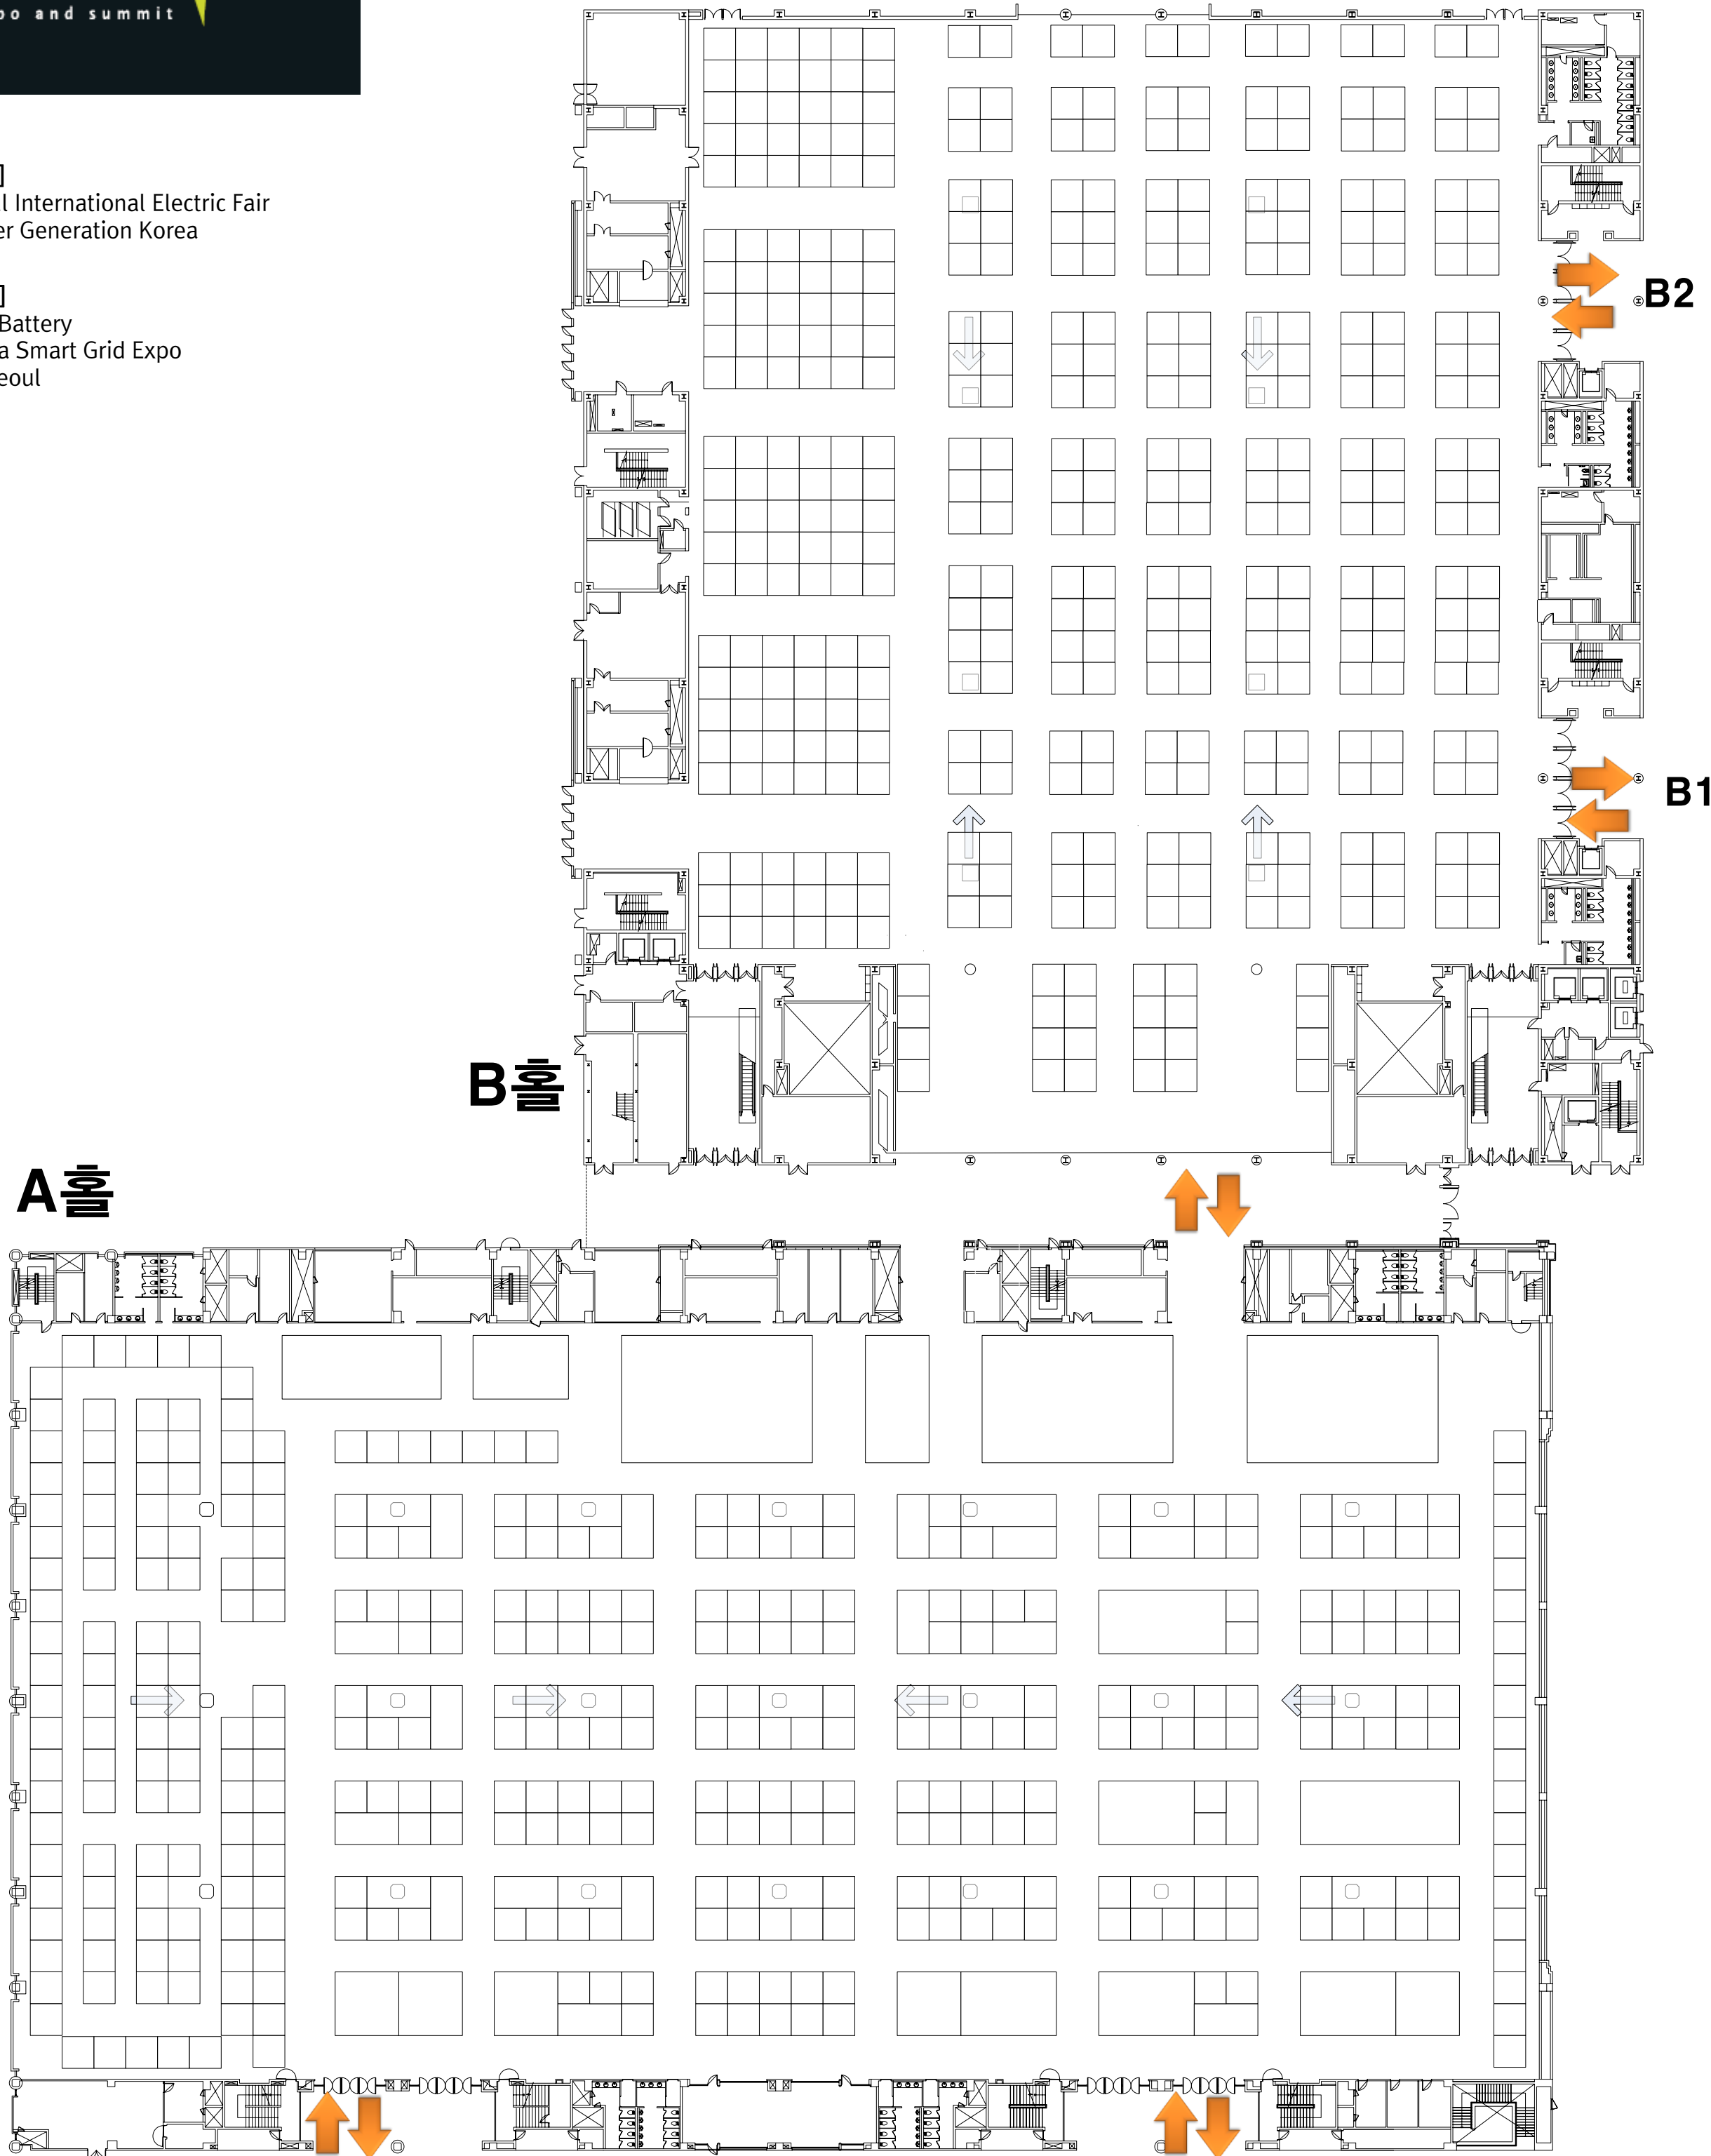 po and summit
]
l International Electric Fair
er Generation Korea
]
Battery
a Smart Grid Expo
eoul
B2
B1
B홀
A홀